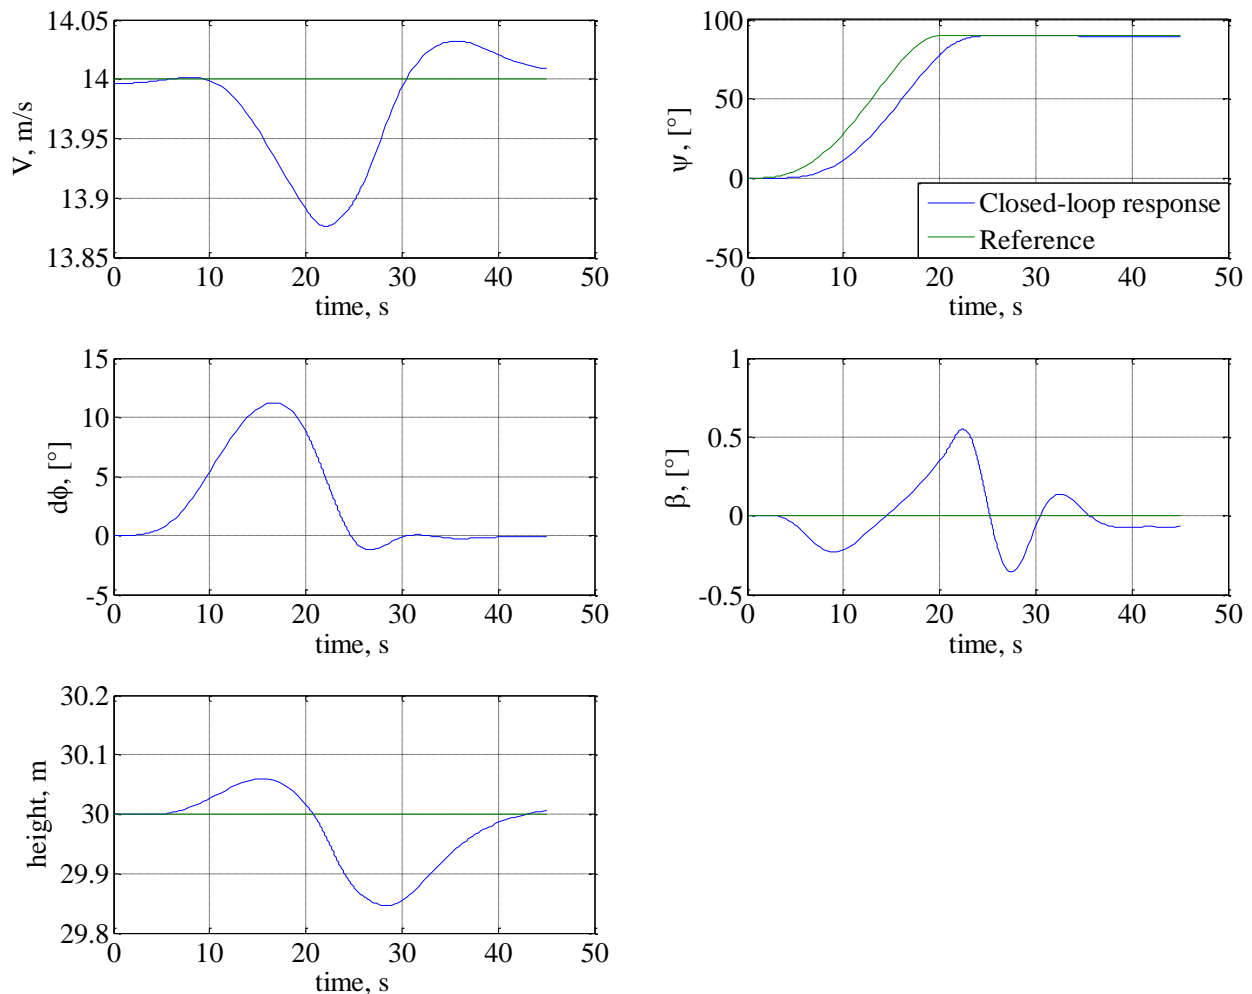 14.05
14
13.95
13.9
13.85
V, m/s
0 10 20 30 40 50
time, s
100
50
0
-50
ψ, [°]
Closed-loop response
Reference
0 10 20 30 40 50
time, s
15
10
5
0
-5
dϕ, [°]
0 10 20 30 40 50
time, s
1
0.5
0
-0.5
β, [°]
0 10 20 30 40 50
time, s
30.2
30.1
30
29.9
29.8
height, m
0 10 20 30 40 50
time, s